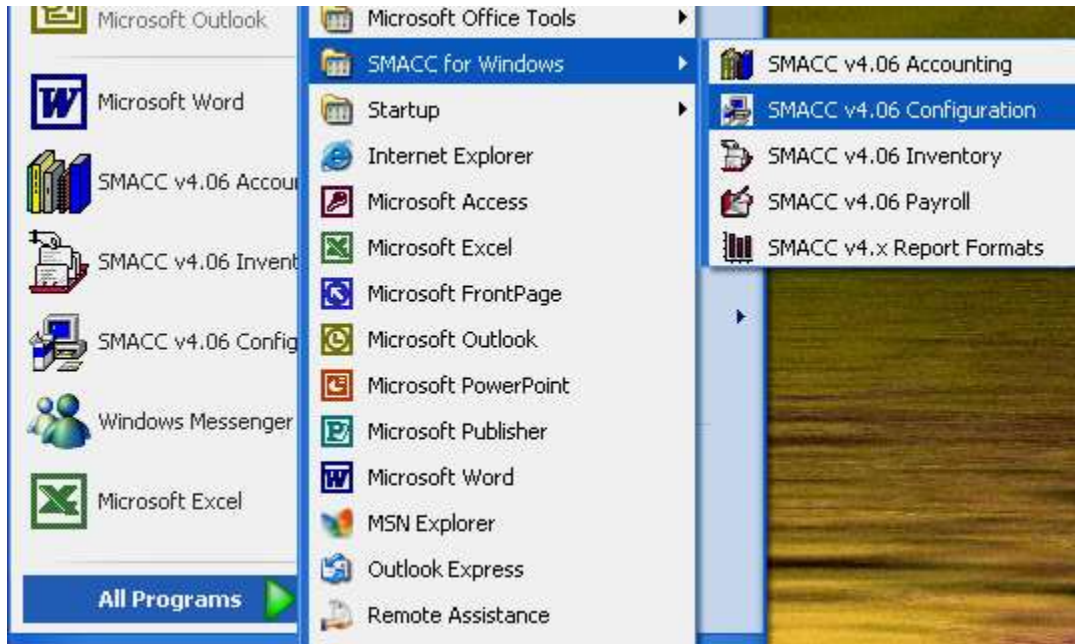 Microsoft Outlook
Microsoft Word
SMACC v4.06 Accou
SMACC v4.06 Invent
SMACC v4.06 Config
Windows Messenger
Microsoft Excel
All Programs
Microsoft Office Tools
SMACC for Windows
Startup
Internet Explorer
Microsoft Access
Microsoft Excel
Microsoft FrontPage
Microsoft Outlook
Microsoft PowerPoint
Microsoft Publisher
Microsoft Word
MSN Explorer
Outlook Express
Remote Assistance
SMACC v4.06 Accounting
SMACC v4.06 Configuration
SMACC v4.06 Inventory
SMACC v4.06 Payroll
SMACC v4.x Report Formats